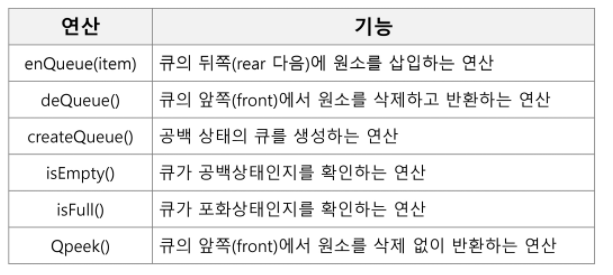 연산 기능
enQueue(item) 큐의 뒤쪽(rear 다음)에 원소를 삽입하는 연산
deQueue() 큐의 앞쪽(front)에서 원소를 삭제하고 반환하는 연산
createQueue() 공백 상태의 큐를 생성하는 연산
isEmpty() 큐가 공백상태인지를 확인하는 연산
isFull() 큐가 포화상태인지를 확인하는 연산
Qpeek() 큐의 앞쪽(front)에서 원소를 삭제 없이 반환하는 연산